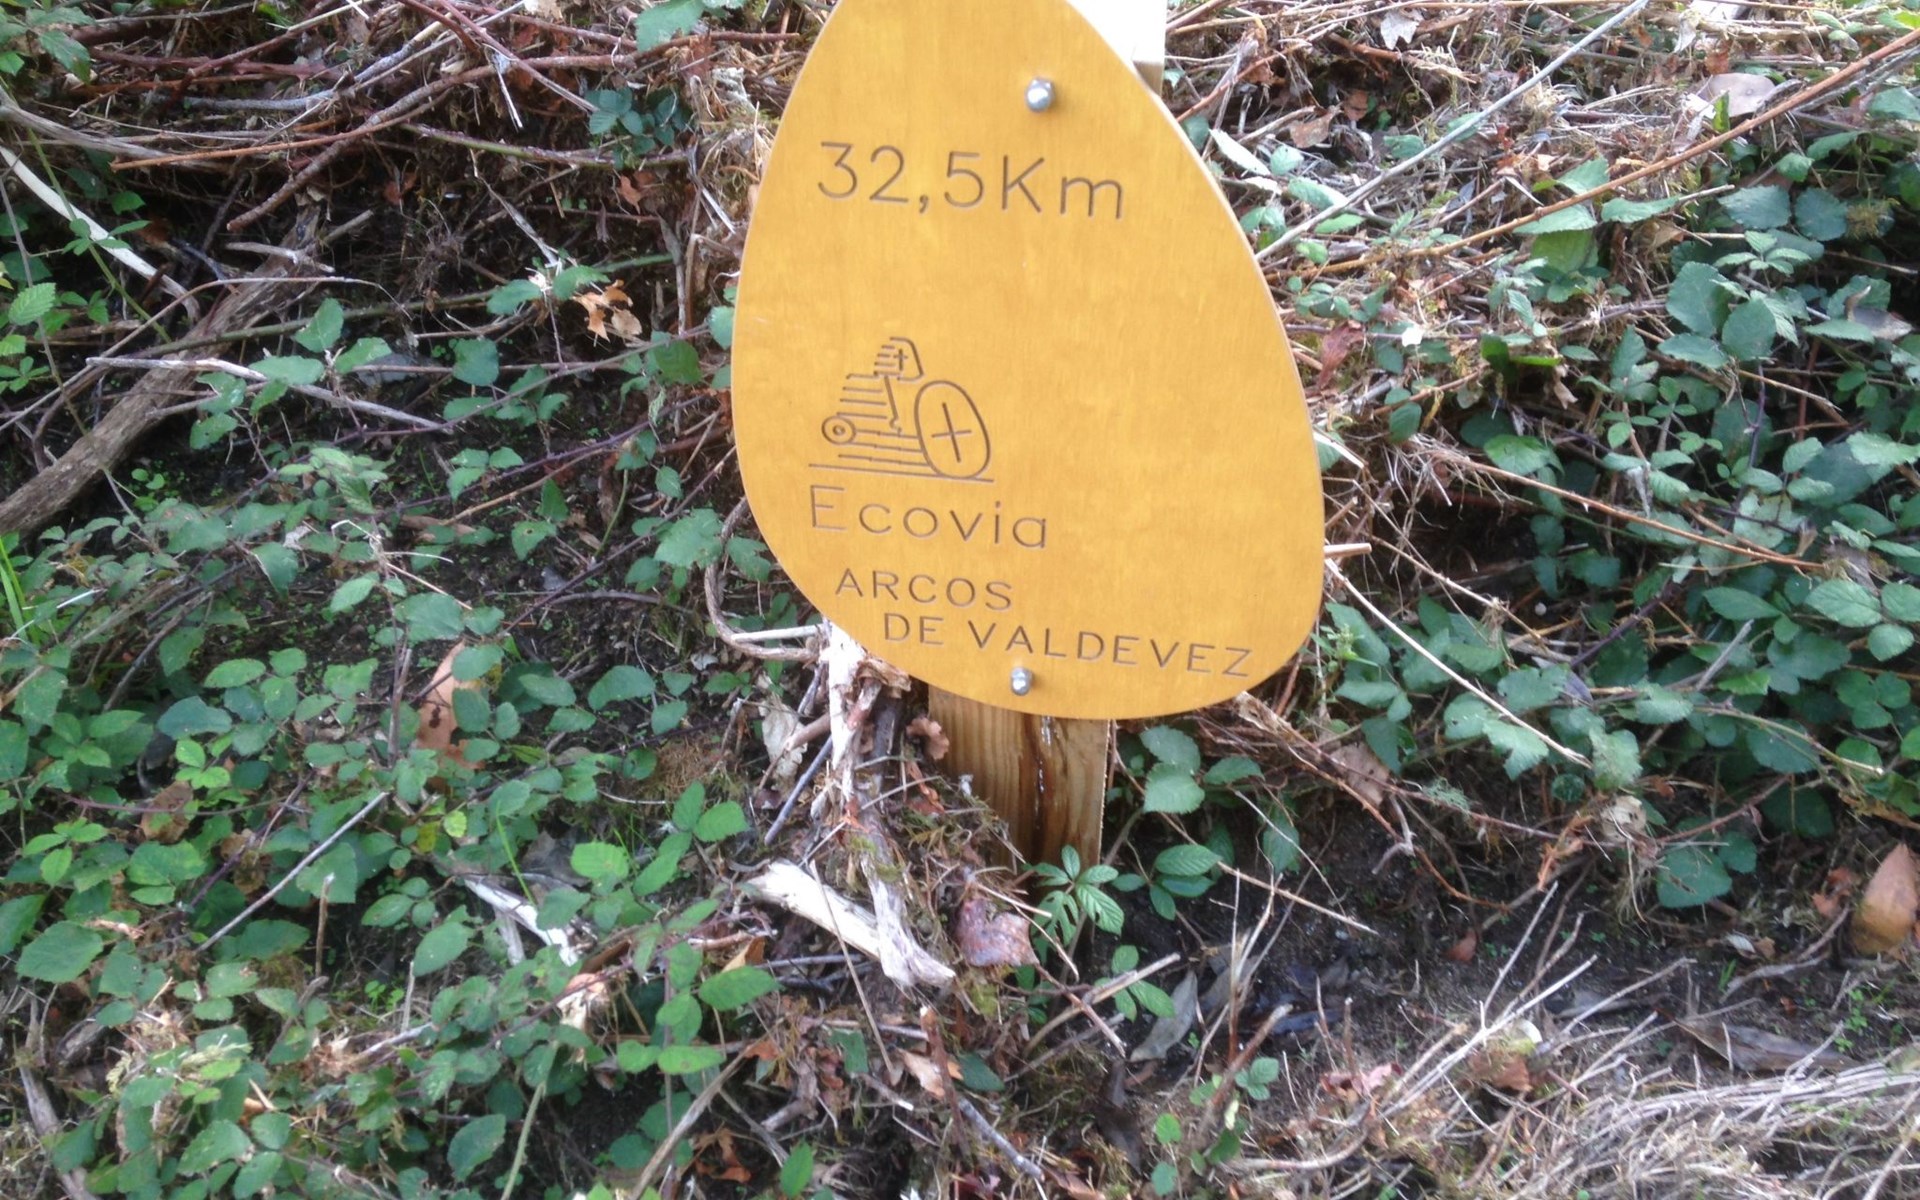 32,5Km
Ecovia
ARCOS
DE VALDEVEZ